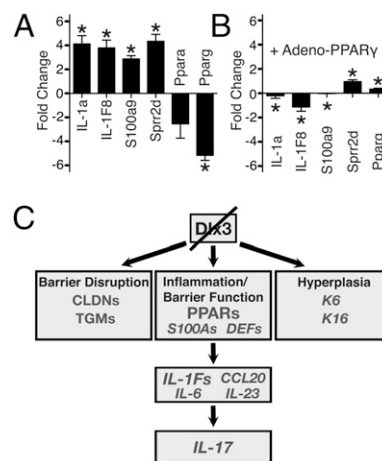 A
Fold Change
6
4
2
0
-2
-4
-6
IL-1a
IL-1F8
S100a9
Sprr2d
Ppara
Pparg
*
*
*
*
*
B
+ Adeno-PPARγ
Fold Change
6
4
2
0
-2
-4
-6
IL-1a
IL-1F8
S100a9
Sprr2d
Pparg
*
*
*
*
*
C
Dlx3
Barrier Disruption
CLDNs
TGMs
Inflammation/
Barrier Function
PPARs
S100As DEFs
Hyperplasia
K6
K16
IL-1Fs CCL20
IL-6 IL-23
IL-17